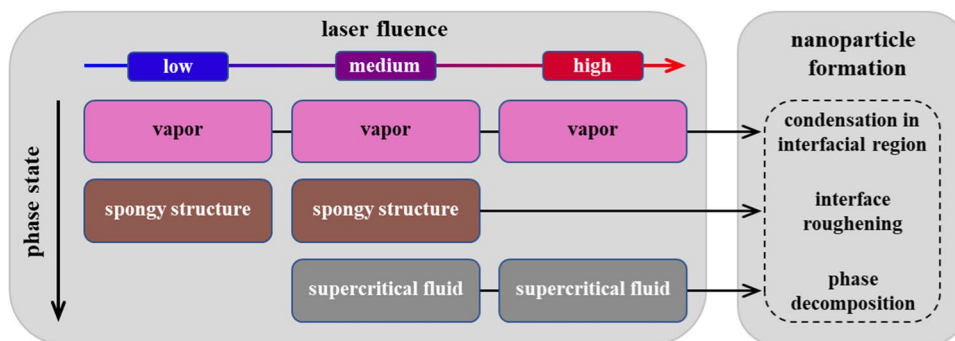 laser fluence
low
medium
high
nanoparticle
formation
phase state
vapor
vapor
vapor
condensation in
interfacial region
spongy structure
spongy structure
interface
roughening
supercritical fluid
supercritical fluid
phase
decomposition